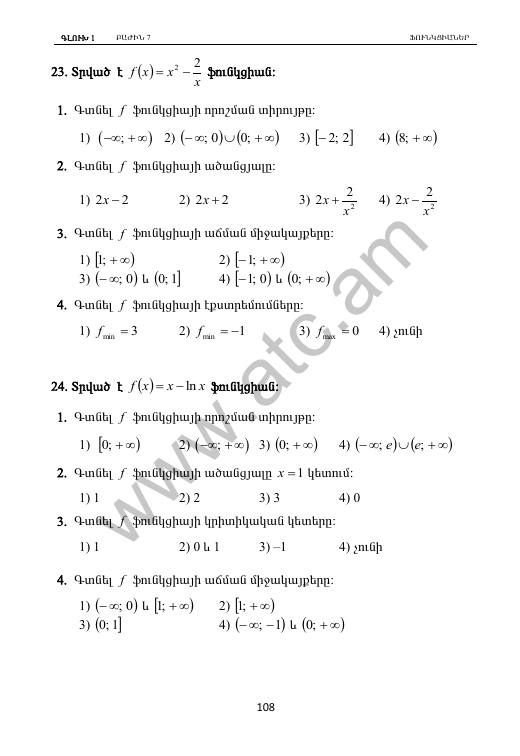 ԳԼՈՒԽ 1 ԲԱԺԻՆ 7 ՖՈՒՆԿՑԻԱՆԵՐ
23. Տրված է f(x) = x² − 2/x ֆունկցիան:
1. Գտնել f ֆունկցիայի որոշման տիրույթը:
1) (−∞; +∞) 2) (−∞; 0)∪(0; +∞) 3) [−2; 2] 4) (8; +∞)
2. Գտնել f ֆունկցիայի ածանցյալը:
1) 2x − 2 2) 2x + 2 3) 2x + 2/x² 4) 2x − 2/x²
3. Գտնել f ֆունկցիայի աճման միջակայքերը:
1) [1; +∞) 2) [−1; +∞)
3) (−∞; 0) և (0; 1] 4) [−1; 0) և (0; +∞)
4. Գտնել f ֆունկցիայի էքստրեմումները:
1) f min = 3 2) f min = −1 3) f max = 0 4) չունի
24. Տրված է f(x) = x − ln x ֆունկցիան:
1. Գտնել f ֆունկցիայի որոշման տիրույթը:
1) [0; +∞) 2) (−∞; +∞) 3) (0; +∞) 4) (−∞; e)∪(e; +∞)
2. Գտնել f ֆունկցիայի ածանցյալը x = 1 կետում:
1) 1 2) 2 3) 3 4) 0
3. Գտնել f ֆունկցիայի կրիտիկական կետերը:
1) 1 2) 0 և 1 3) −1 4) չունի
4. Գտնել f ֆունկցիայի աճման միջակայքերը:
1) (−∞; 0) և [1; +∞) 2) [1; +∞)
3) (0; 1] 4) (−∞; −1) և (0; +∞)
www.atc.am
108